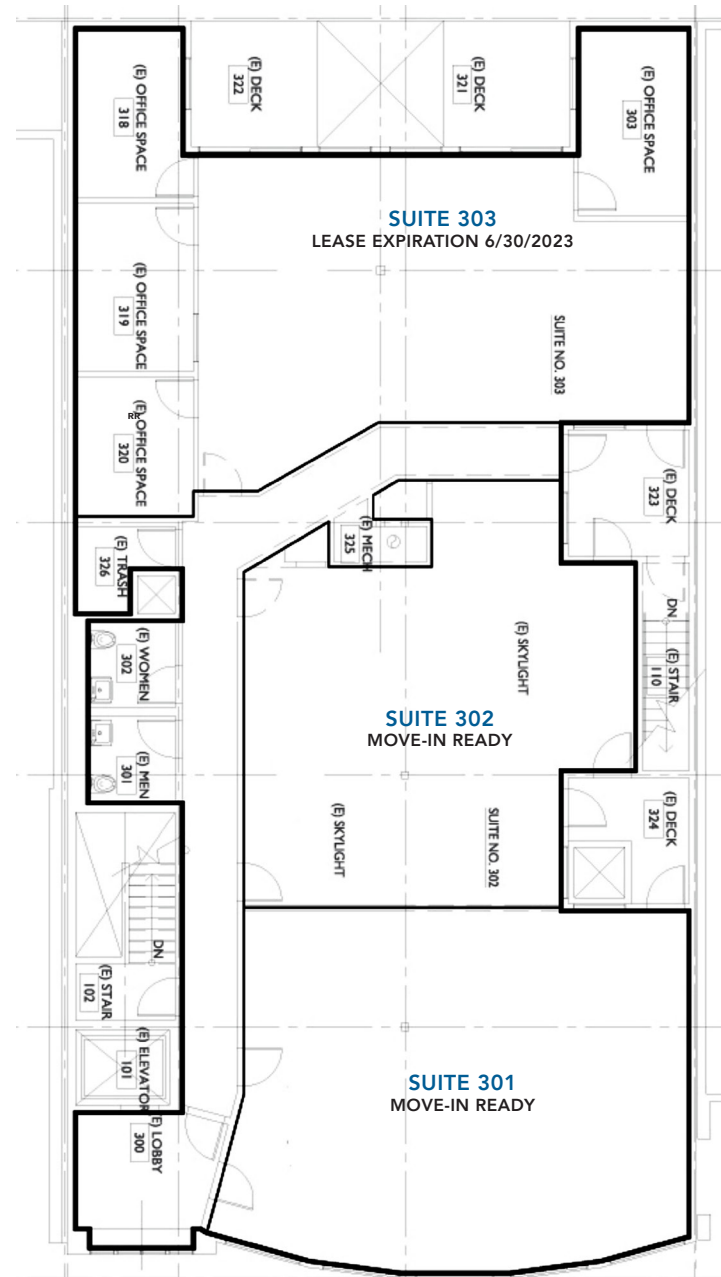 (E) OFFICE SPACE
318
(E) DECK
322
(E) DECK
321
(E) OFFICE SPACE
303
SUITE 303
LEASE EXPIRATION 6/30/2023
(E) OFFICE SPACE
319
SUITE NO. 303
(E) OFFICE SPACE
320
RR
(E) DECK
323
(E) MECH
325
(E) TRASH
326
DN
(E) STAIR
110
(E) WOMEN
302
(E) SKYLIGHT
SUITE 302
MOVE-IN READY
(E) MEN
301
(E) SKYLIGHT
SUITE NO. 302
(E) DECK
324
DN
(E) STAIR
102
(E) ELEVATOR
101
SUITE 301
MOVE-IN READY
(E) LOBBY
300